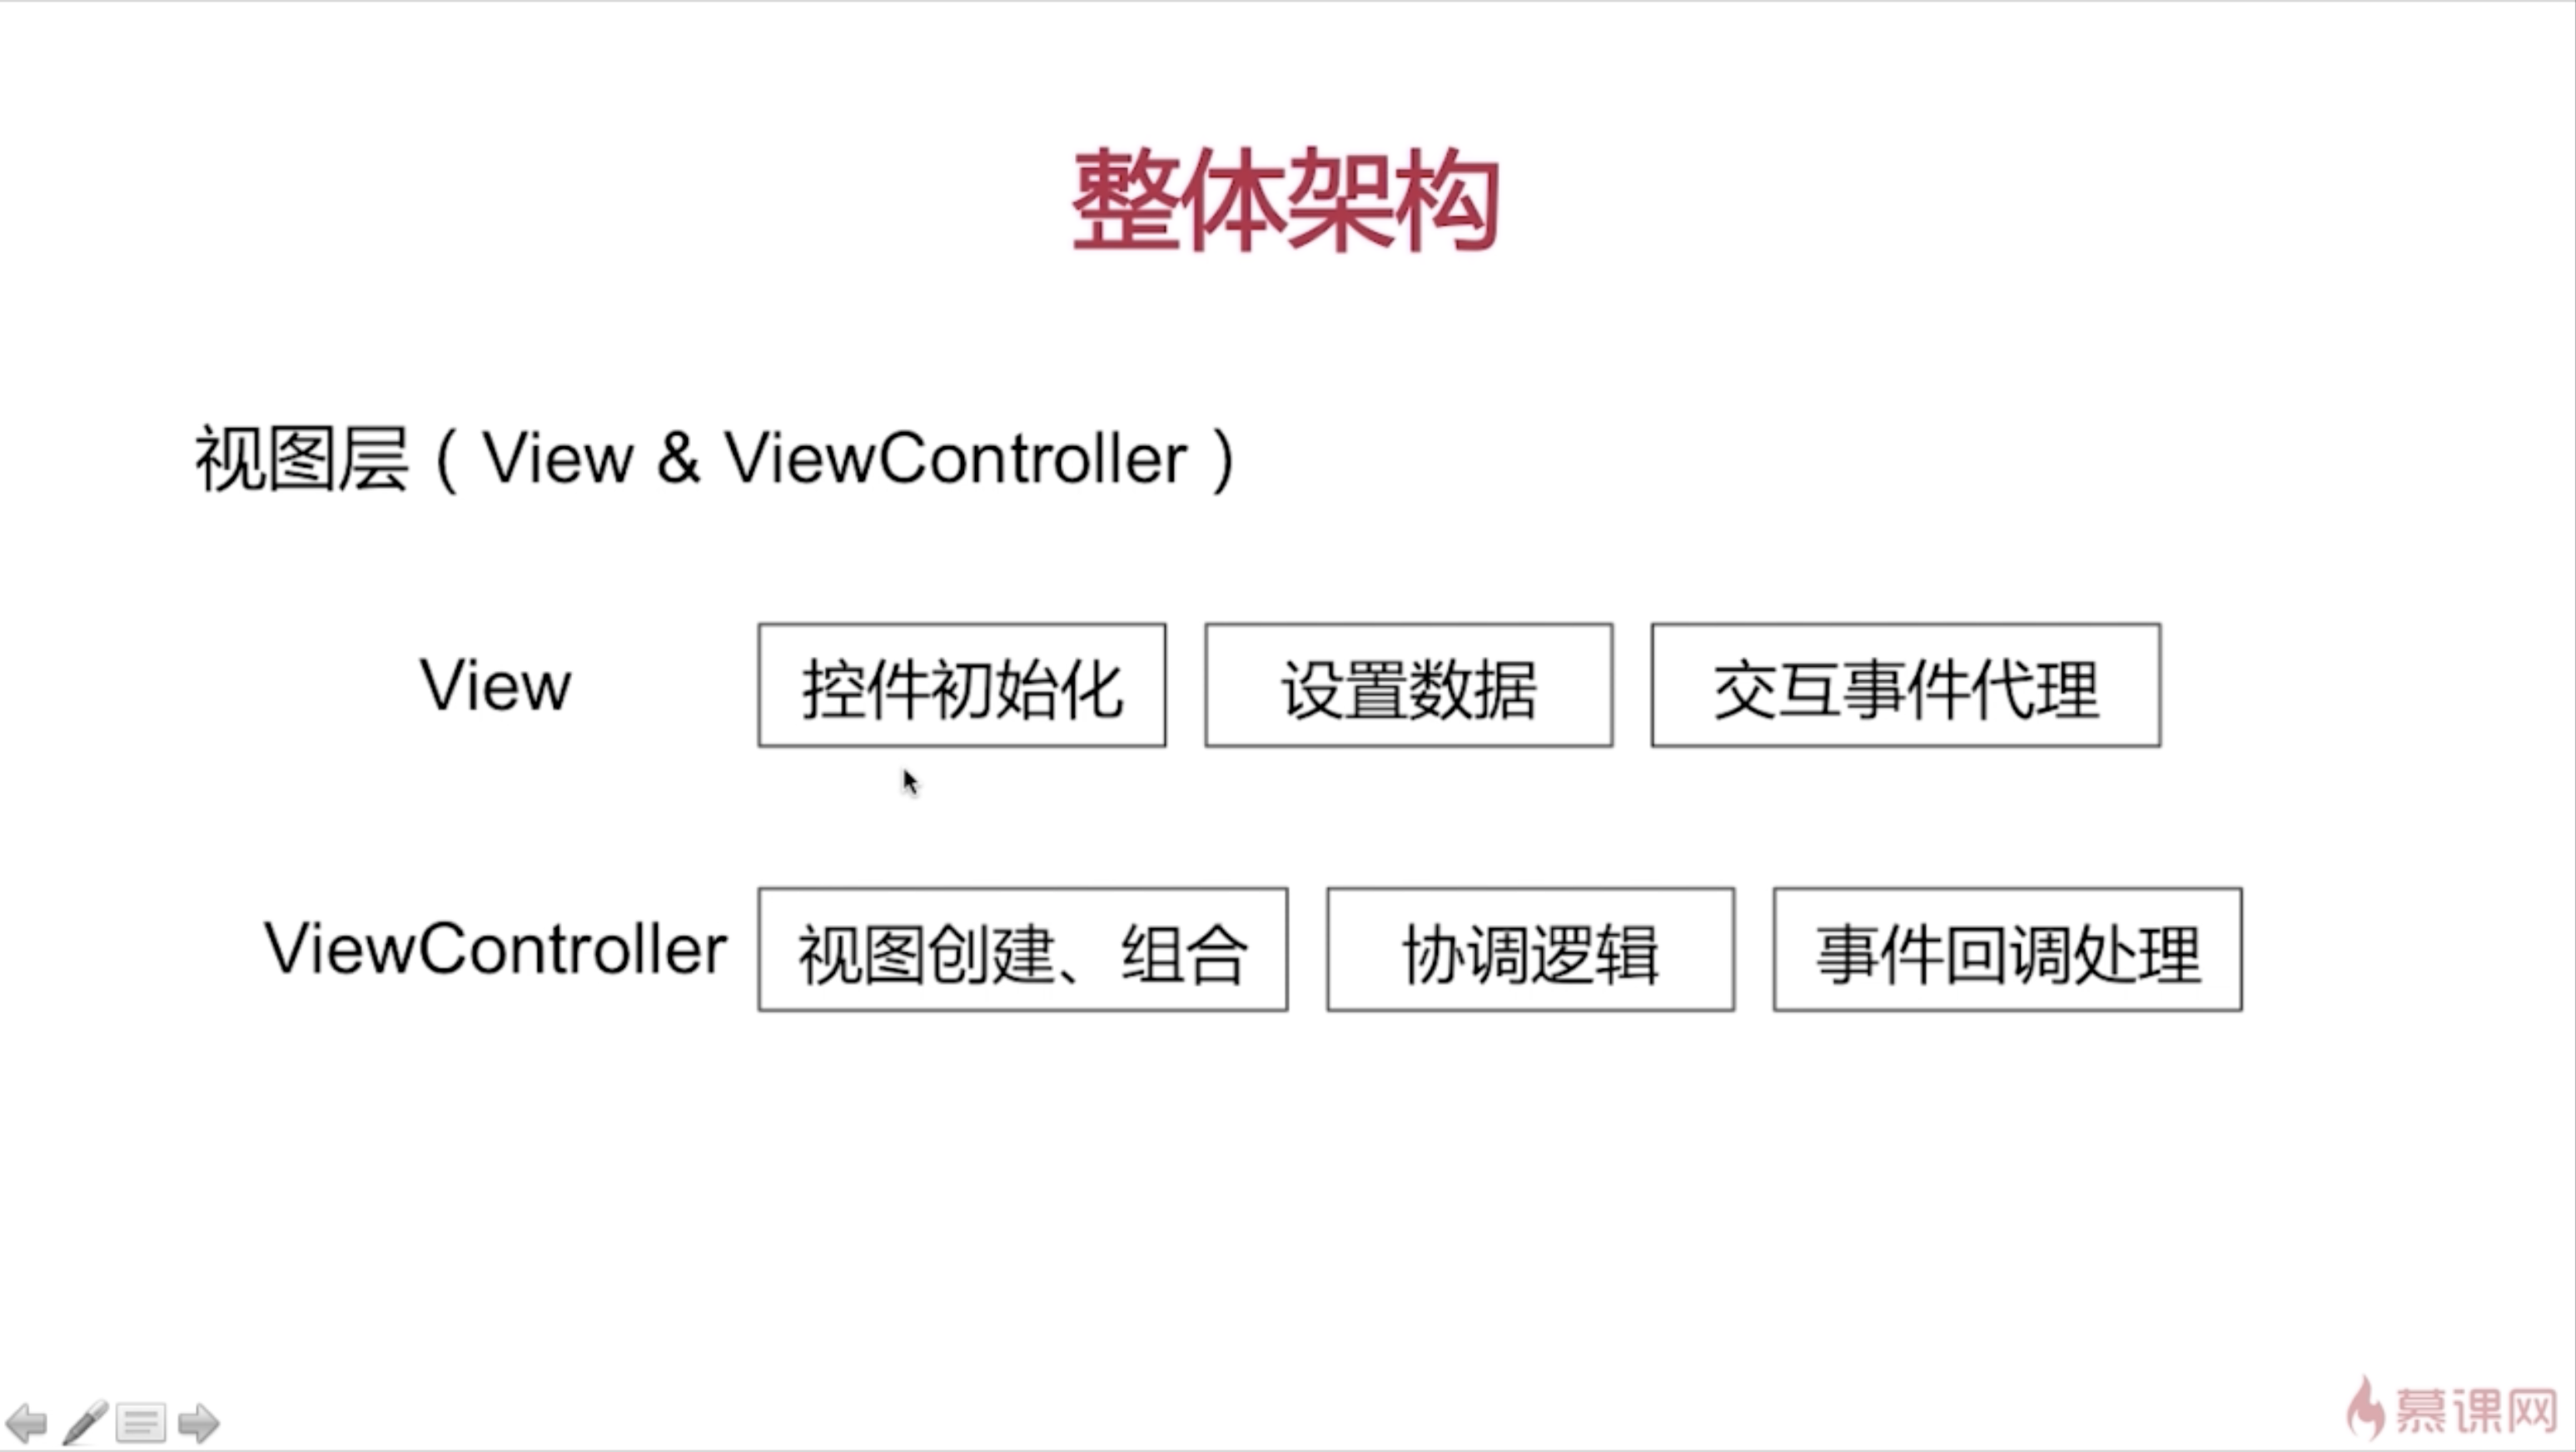 整体架构
视图层（View & ViewController）
View 控件初始化 设置数据 交互事件代理
ViewController 视图创建、组合 协调逻辑 事件回调处理
慕课网